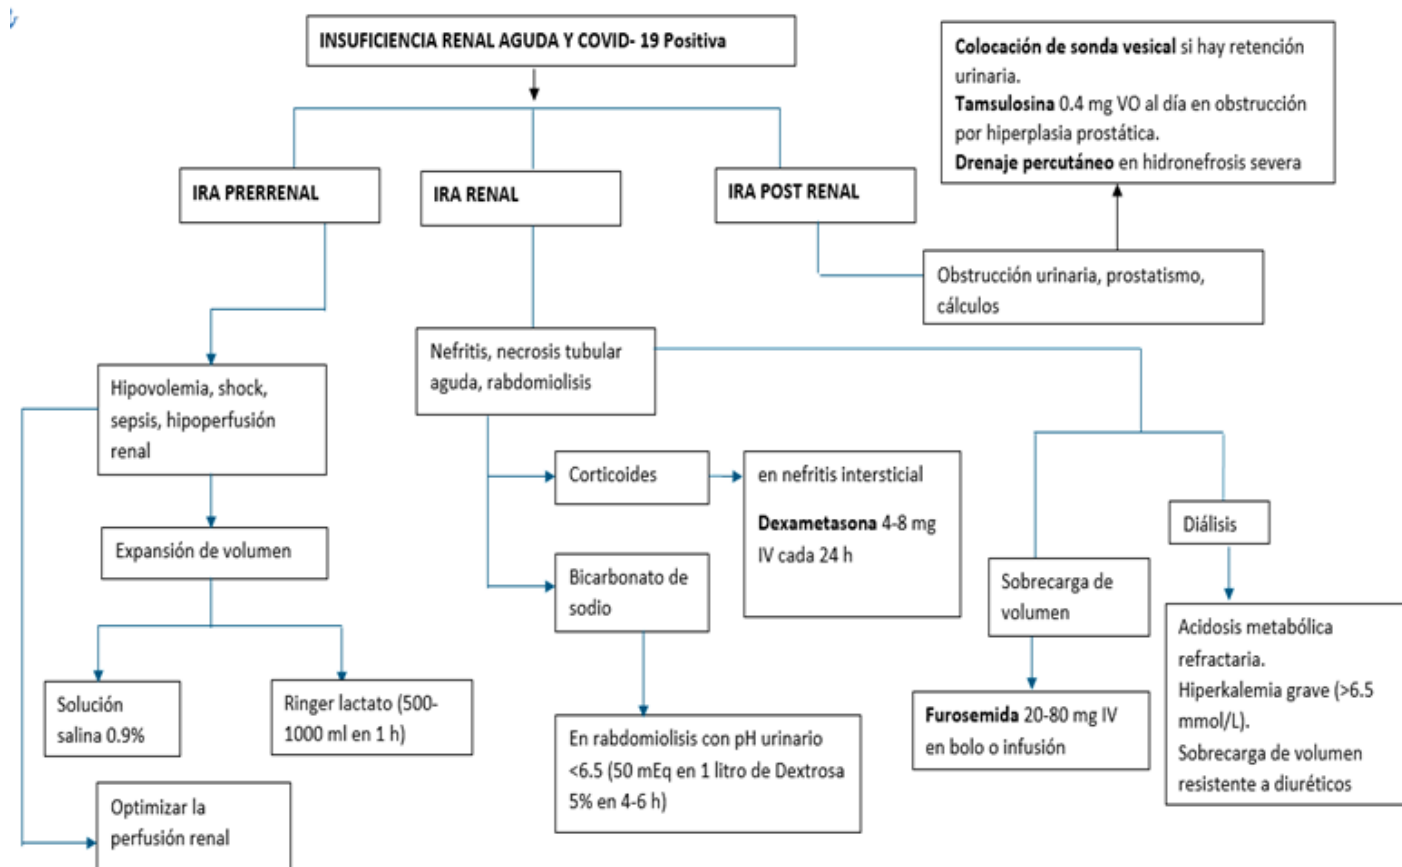 INSUFICIENCIA RENAL AGUDA Y COVID- 19 Positiva
Colocación de sonda vesical si hay retención
urinaria.
Tamsulosina 0.4 mg VO al día en obstrucción
por hiperplasia prostática.
Drenaje percutáneo en hidronefrosis severa
IRA PRERRENAL
IRA RENAL
IRA POST RENAL
Obstrucción urinaria, prostatismo,
cálculos
Hipovolemia, shock,
sepsis, hipoperfusión
renal
Nefritis, necrosis tubular
aguda, rabdomiolisis
Expansión de volumen
Solución
salina 0.9%
Ringer lactato (500-
1000 ml en 1 h)
Optimizar la
perfusión renal
Corticoides
en nefritis intersticial
Dexametasona 4-8 mg
IV cada 24 h
Bicarbonato de
sodio
En rabdomiolisis con pH urinario
<6.5 (50 mEq en 1 litro de Dextrosa
5% en 4-6 h)
Sobrecarga de
volumen
Furosemida 20-80 mg IV
en bolo o infusión
Diálisis
Acidosis metabólica
refractaria.
Hiperkalemia grave (>6.5
mmol/L).
Sobrecarga de volumen
resistente a diuréticos